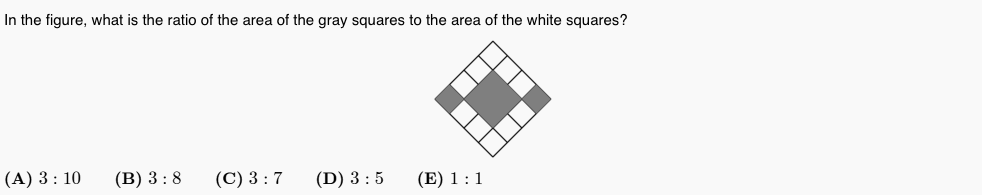 In the figure, what is the ratio of the area of the gray squares to the area of the white squares?
(A) 3 : 10 (B) 3 : 8 (C) 3 : 7 (D) 3 : 5 (E) 1 : 1